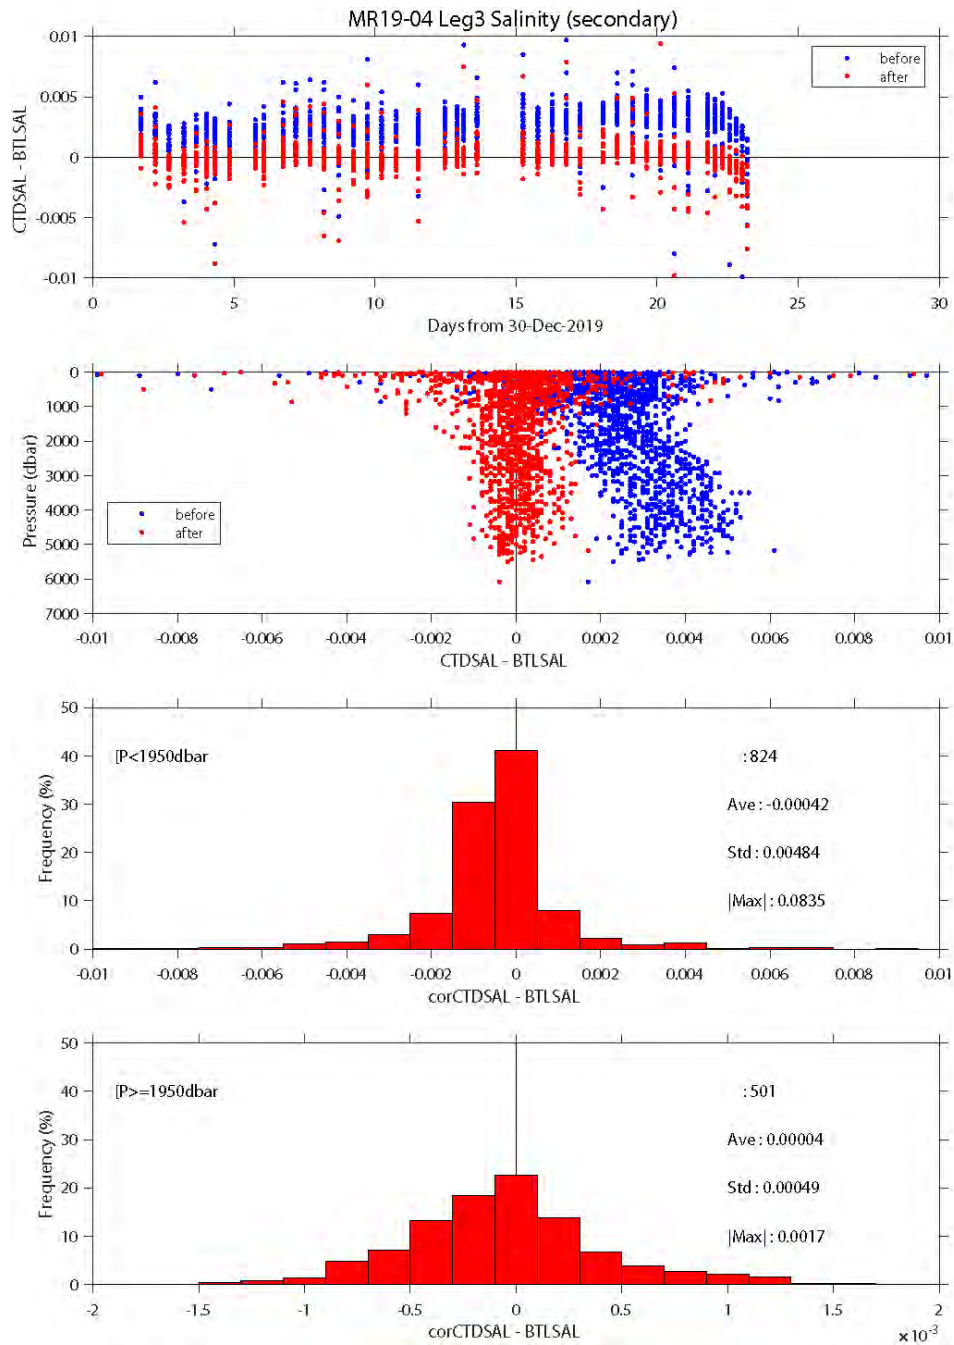 MR19-04 Leg3 Salinity (secondary)
0.01
0.005
0
-0.005
-0.01
CTDSAL - BTLSAL
before
after
0 5 10 15 20 25 30
Days from 30-Dec-2019
0
1000
2000
3000
4000
5000
6000
7000
Pressure (dbar)
before
after
-0.01 -0.008 -0.006 -0.004 -0.002 0 0.002 0.004 0.006 0.008 0.01
CTDSAL - BTLSAL
50
40
30
20
10
0
Frequency (%)
[P<1950dbar : 824
Ave : -0.00042
Std : 0.00484
|Max| : 0.0835
-0.01 -0.008 -0.006 -0.004 -0.002 0 0.002 0.004 0.006 0.008 0.01
corCTDSAL - BTLSAL
50
40
30
20
10
0
Frequency (%)
[P>=1950dbar : 501
Ave : 0.00004
Std : 0.00049
|Max| : 0.0017
-2 -1.5 -1 -0.5 0 0.5 1 1.5 2
corCTDSAL - BTLSAL
×10⁻³